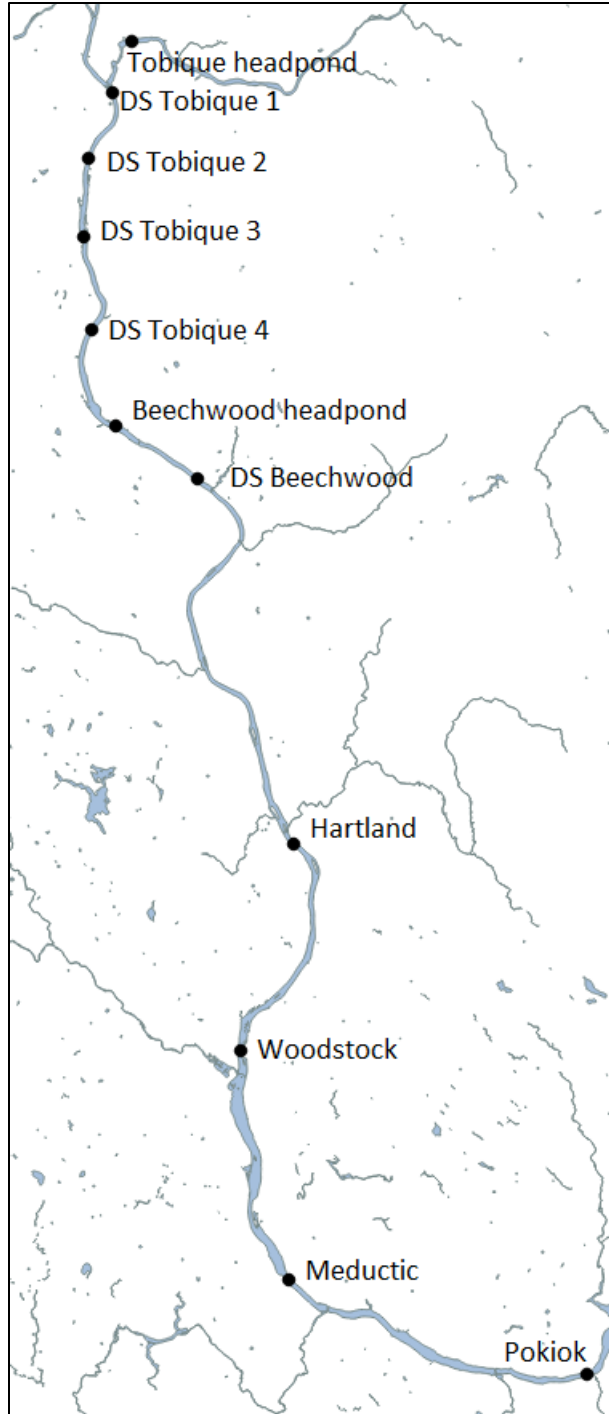 Tobique headpond
DS Tobique 1
DS Tobique 2
DS Tobique 3
DS Tobique 4
Beechwood headpond
DS Beechwood
Hartland
Woodstock
Meductic
Pokiok